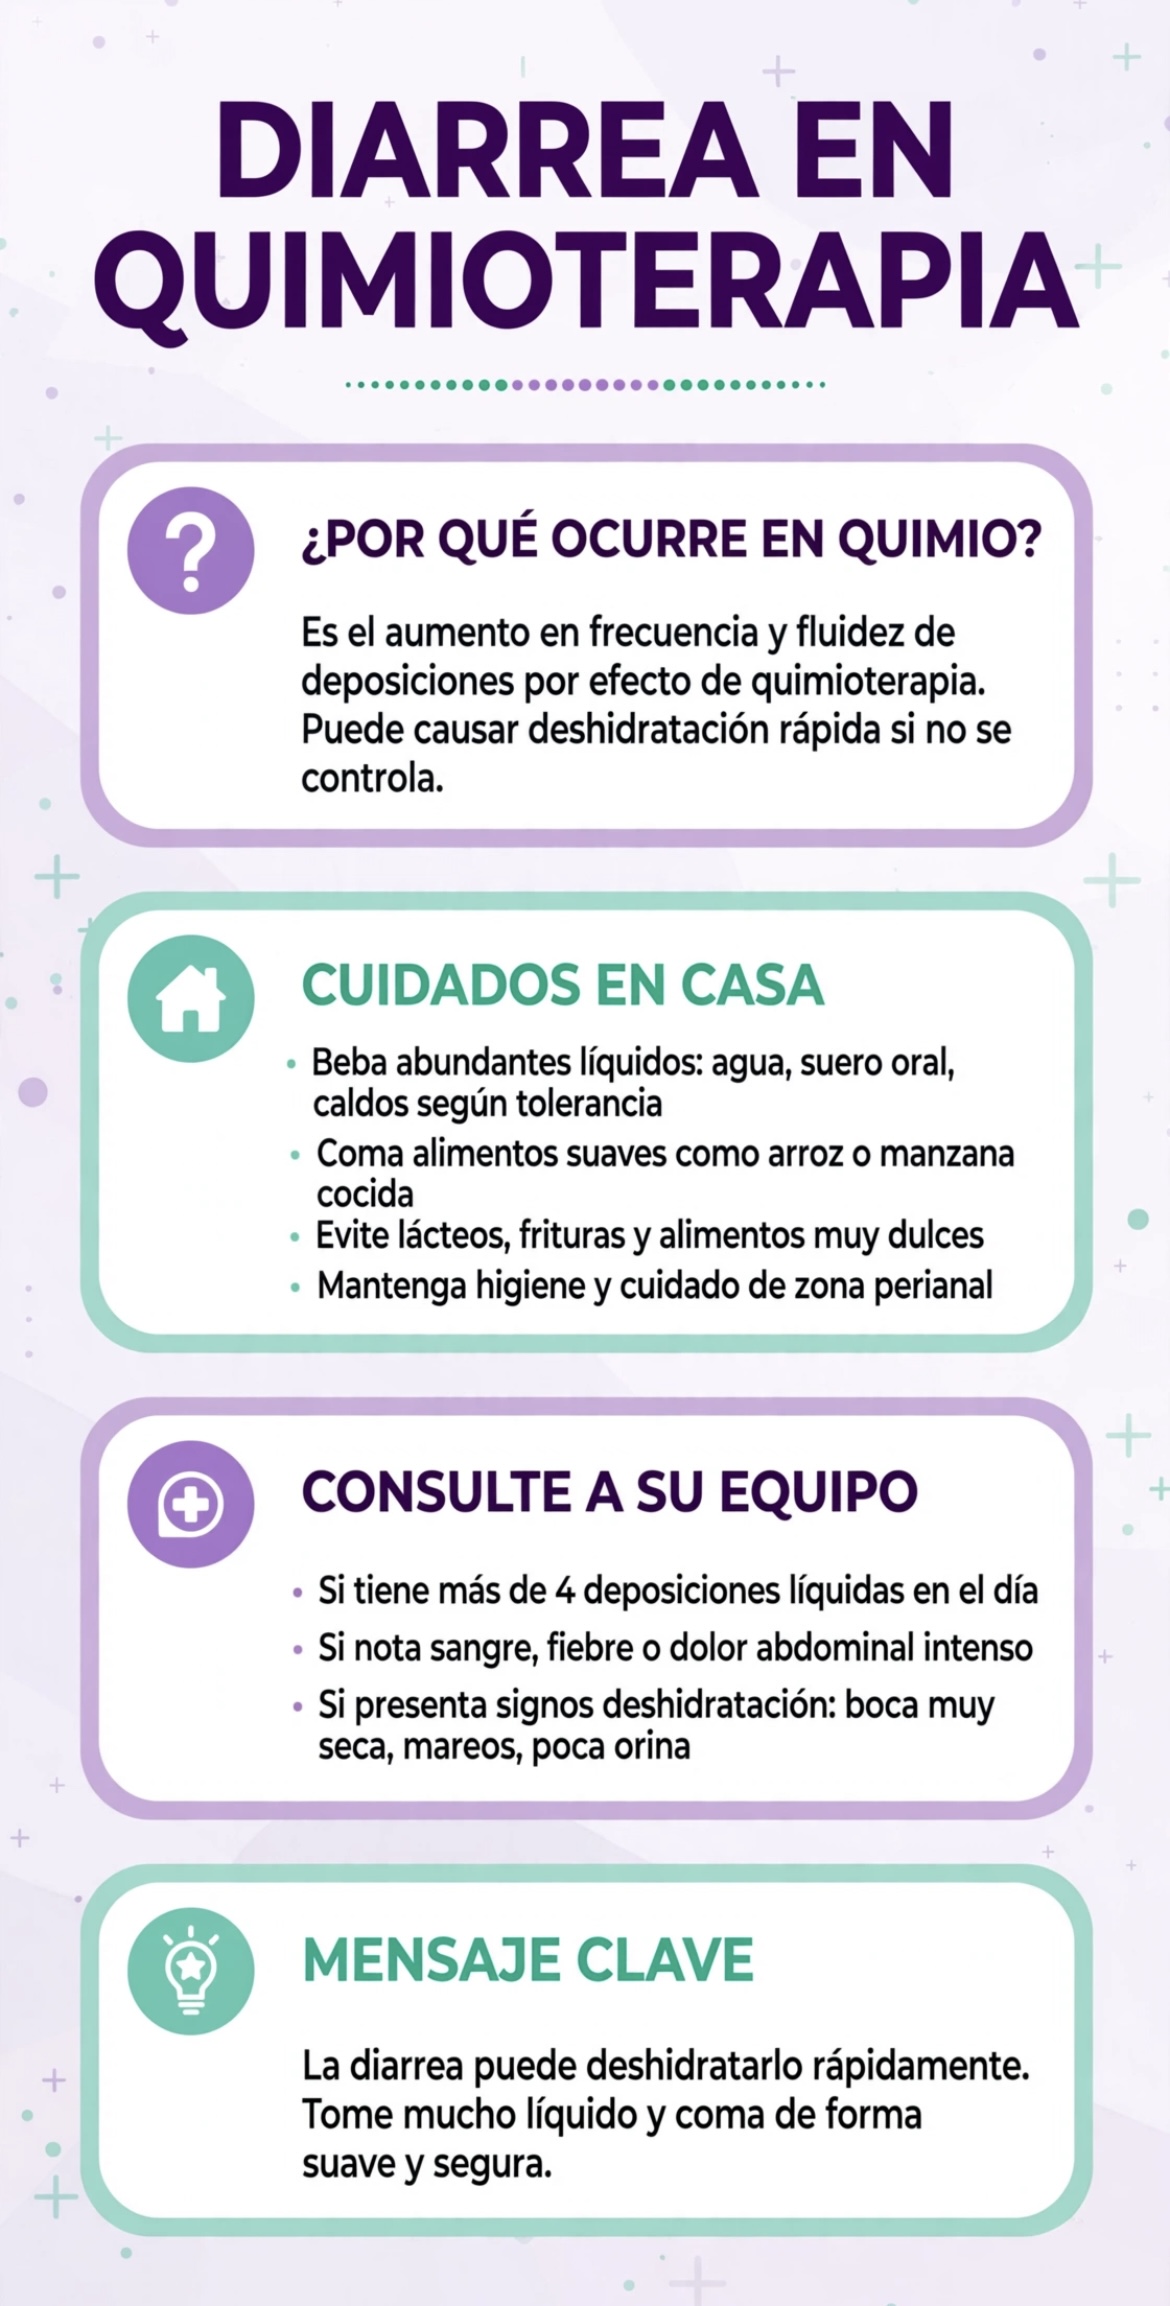 DIARREA EN
QUIMIOTERAPIA
¿POR QUÉ OCURRE EN QUIMIO?
Es el aumento en frecuencia y fluidez de
deposiciones por efecto de quimioterapia.
Puede causar deshidratación rápida si no se
controla.
CUIDADOS EN CASA
• Beba abundantes líquidos: agua, suero oral,
caldos según tolerancia
• Coma alimentos suaves como arroz o manzana
cocida
• Evite lácteos, frituras y alimentos muy dulces
• Mantenga higiene y cuidado de zona perianal
CONSULTE A SU EQUIPO
• Si tiene más de 4 deposiciones líquidas en el día
• Si nota sangre, fiebre o dolor abdominal intenso
• Si presenta signos deshidratación: boca muy
seca, mareos, poca orina
MENSAJE CLAVE
La diarrea puede deshidratarlo rápidamente.
Tome mucho líquido y coma de forma
suave y segura.